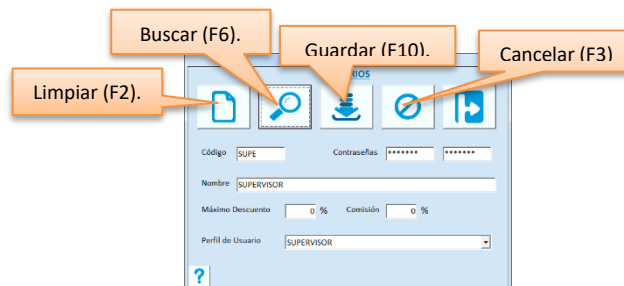 Buscar (F6).
Guardar (F10).
Cancelar (F3)
Limpiar (F2).
Código SUPE Contraseñas ******* *******
Nombre SUPERVISOR
Máximo Descuento 0 % Comisión 0 %
Perfil de Usuario SUPERVISOR
?